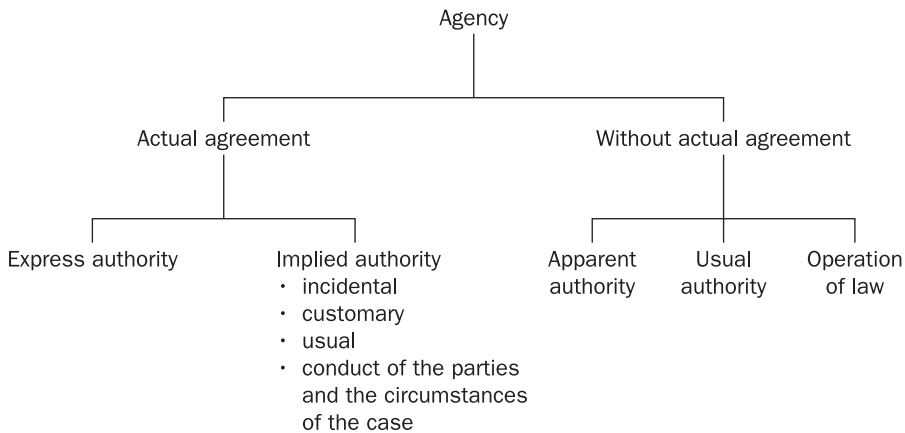 Agency
Actual agreement
Without actual agreement
Express authority
Implied authority
· incidental
· customary
· usual
· conduct of the parties
and the circumstances
of the case
Apparent
authority
Usual
authority
Operation
of law